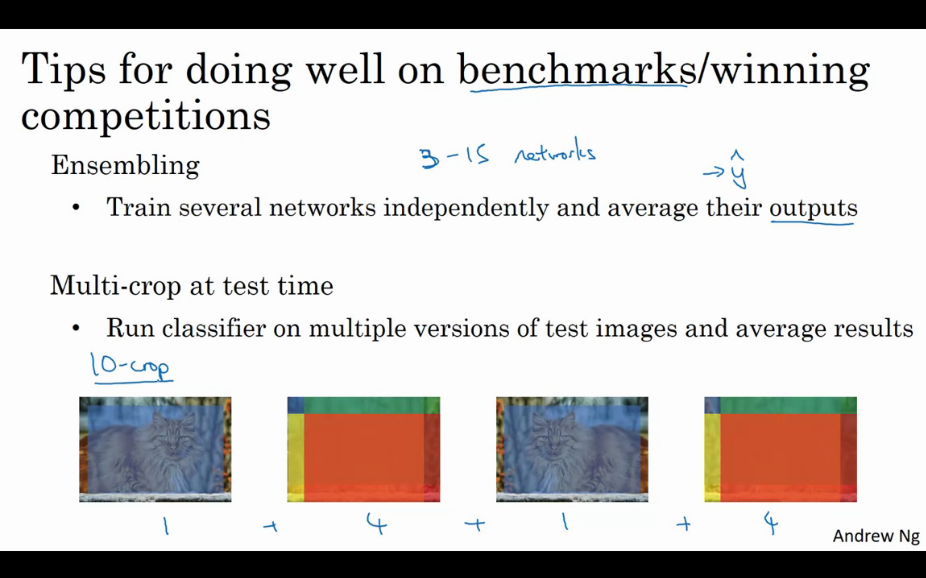 Tips for doing well on benchmarks/winning
competitions
Ensembling
3-15 networks
→ ŷ
• Train several networks independently and average their outputs
Multi-crop at test time
• Run classifier on multiple versions of test images and average results
10-crop
1 + 4 + 1 + 4
Andrew Ng